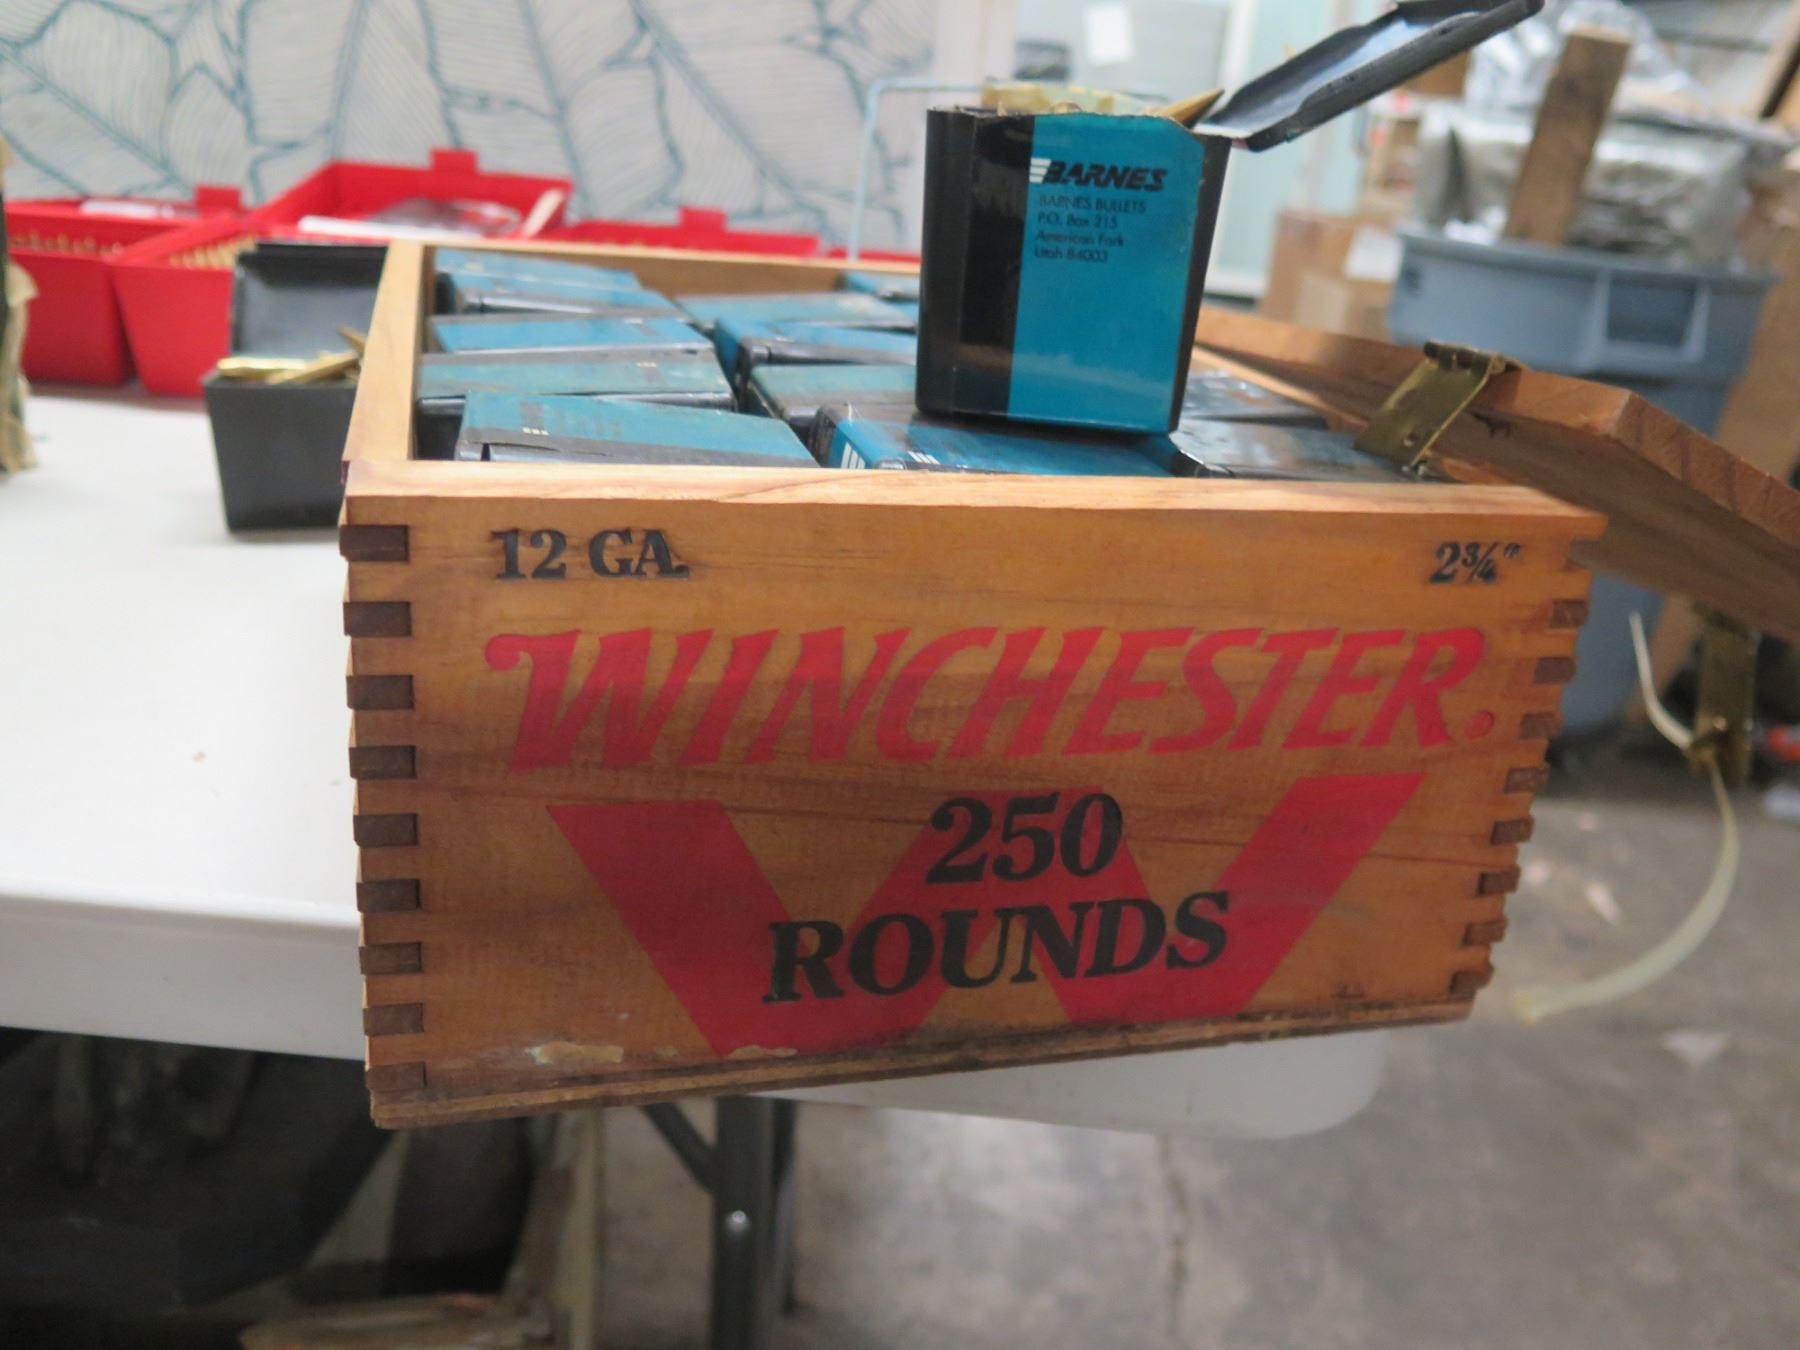 BARNES
BARNES BULLETS
P.O. Box 215
American Fork
Utah 84003
12 GA. 2¾"
WINCHESTER.
250
ROUNDS